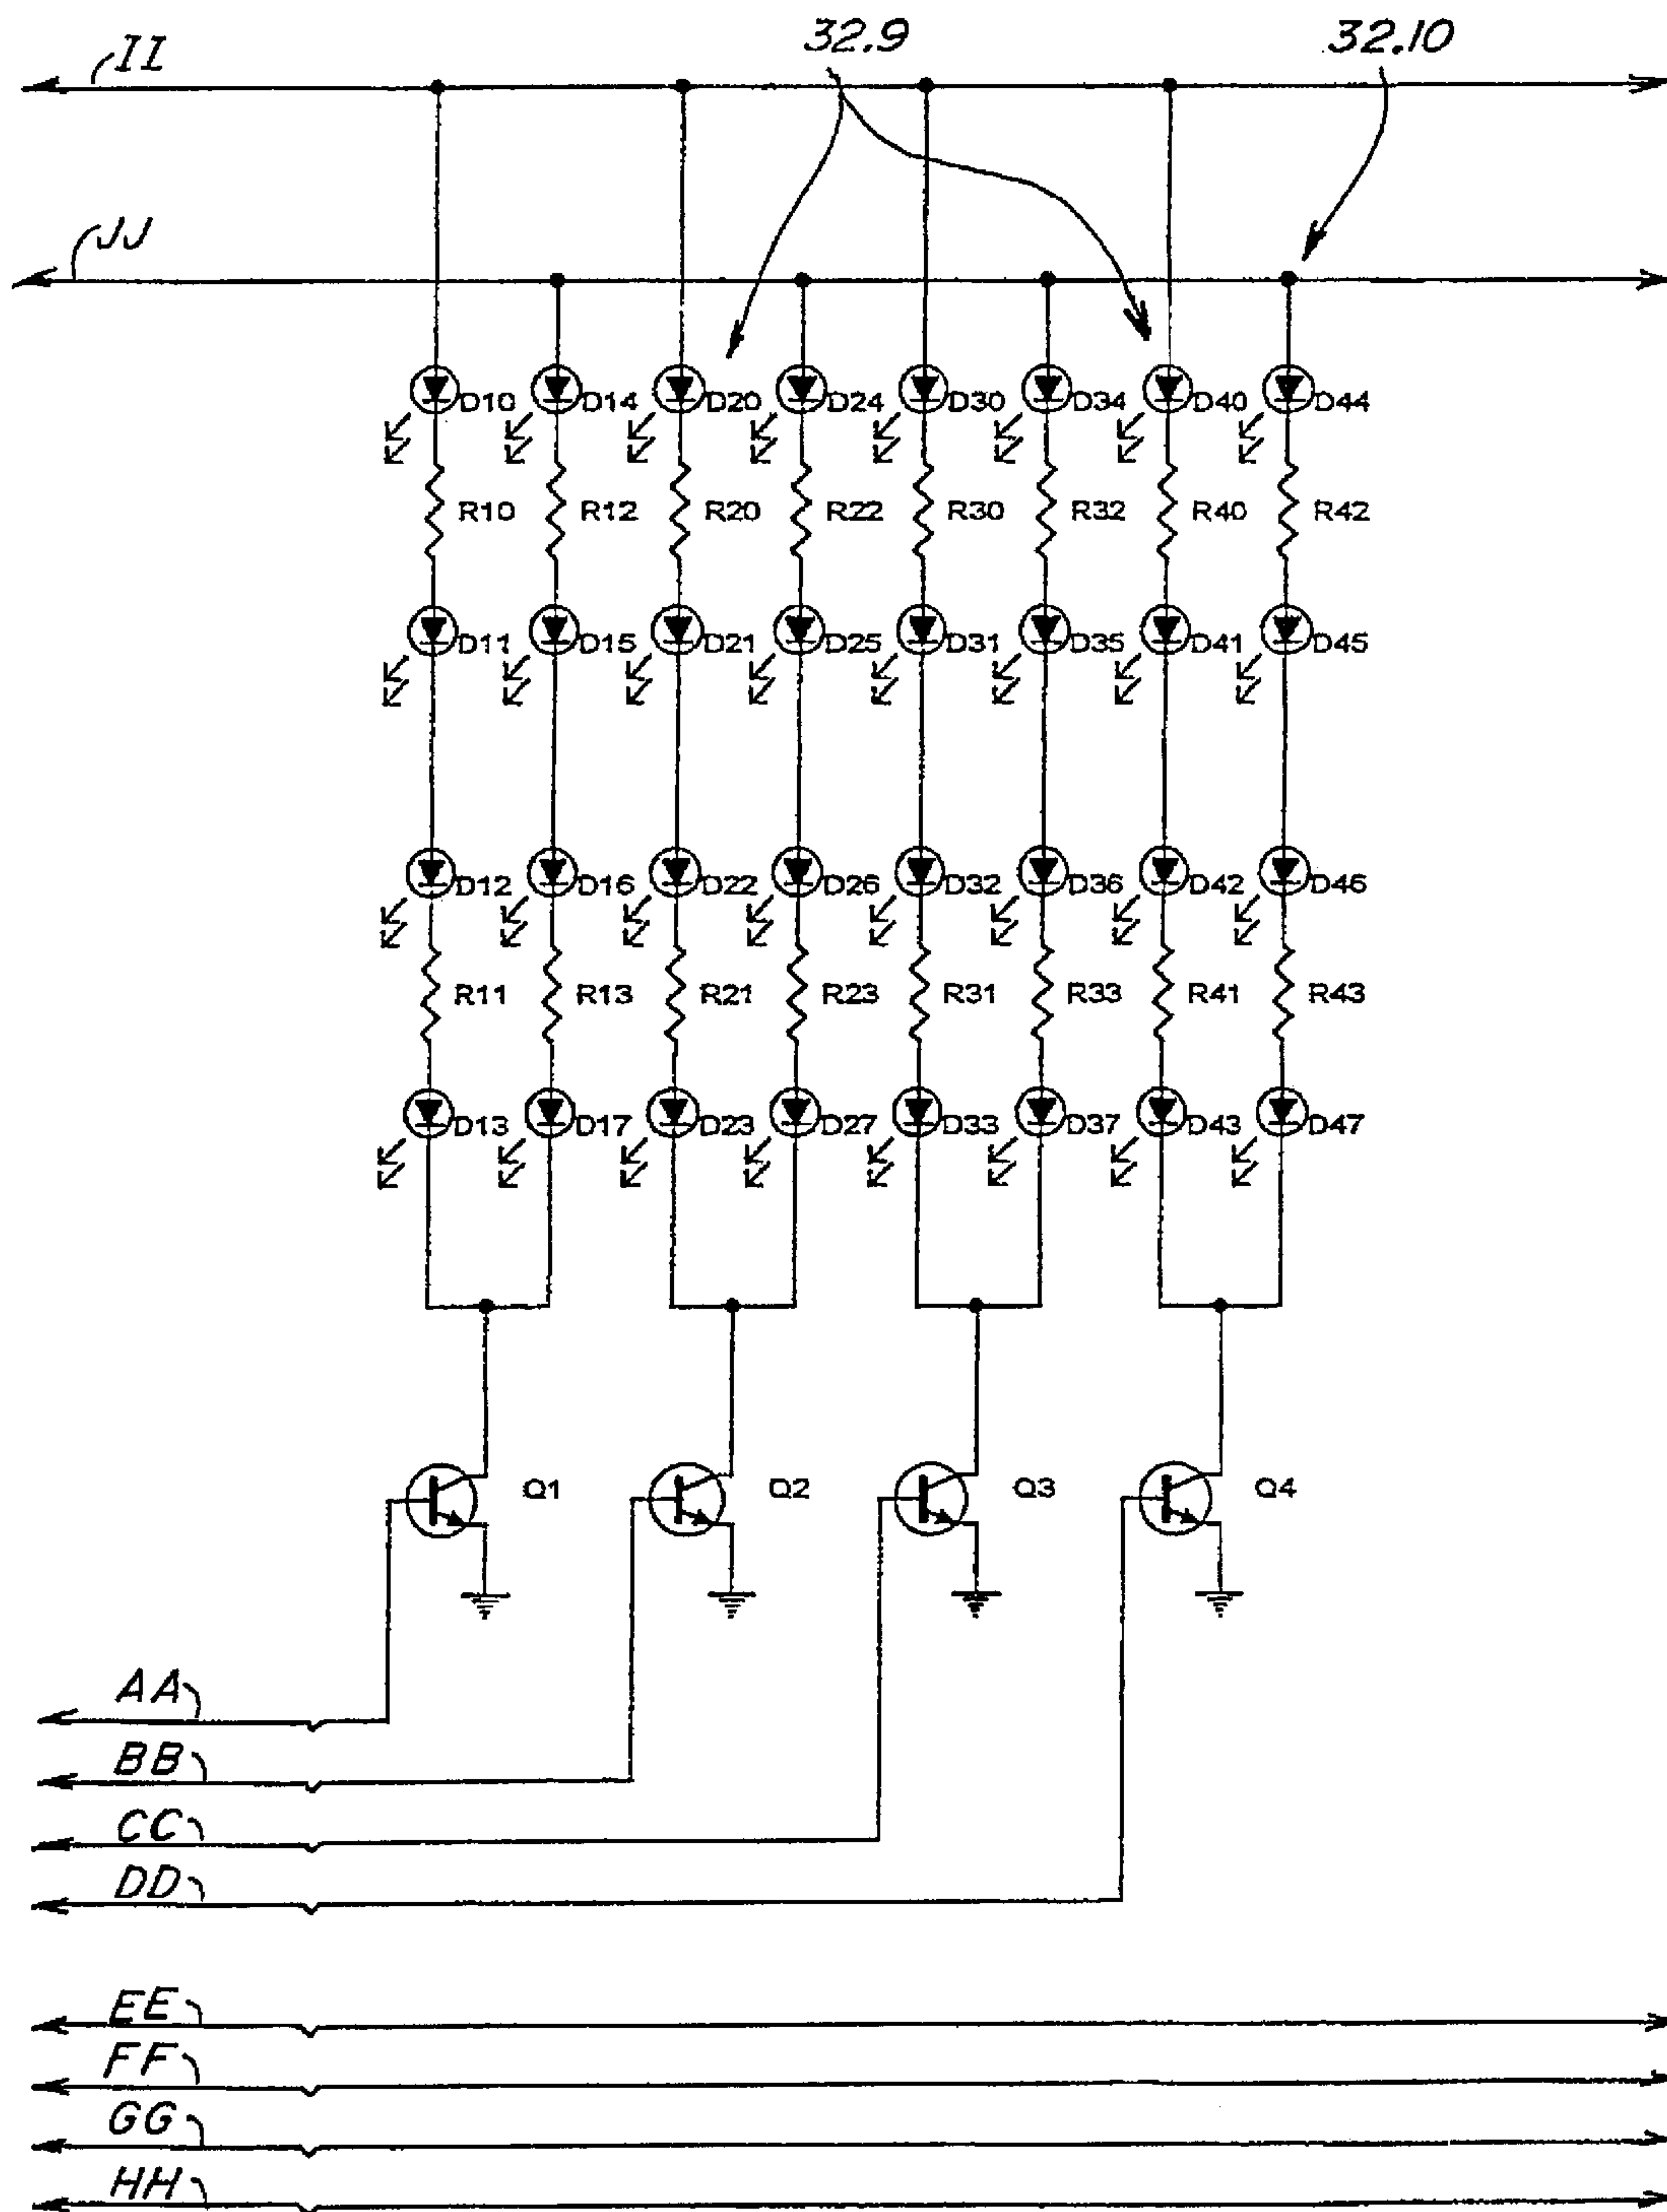 II 32.9 32.10
JJ
D10 D14 D20 D24 D30 D34 D40 D44
R10 R12 R20 R22 R30 R32 R40 R42
D11 D15 D21 D25 D31 D35 D41 D45
D12 D16 D22 D26 D32 D36 D42 D46
R11 R13 R21 R23 R31 R33 R41 R43
D13 D17 D23 D27 D33 D37 D43 D47
Q1 Q2 Q3 Q4
AA
BB
CC
DD
EE
FF
GG
HH